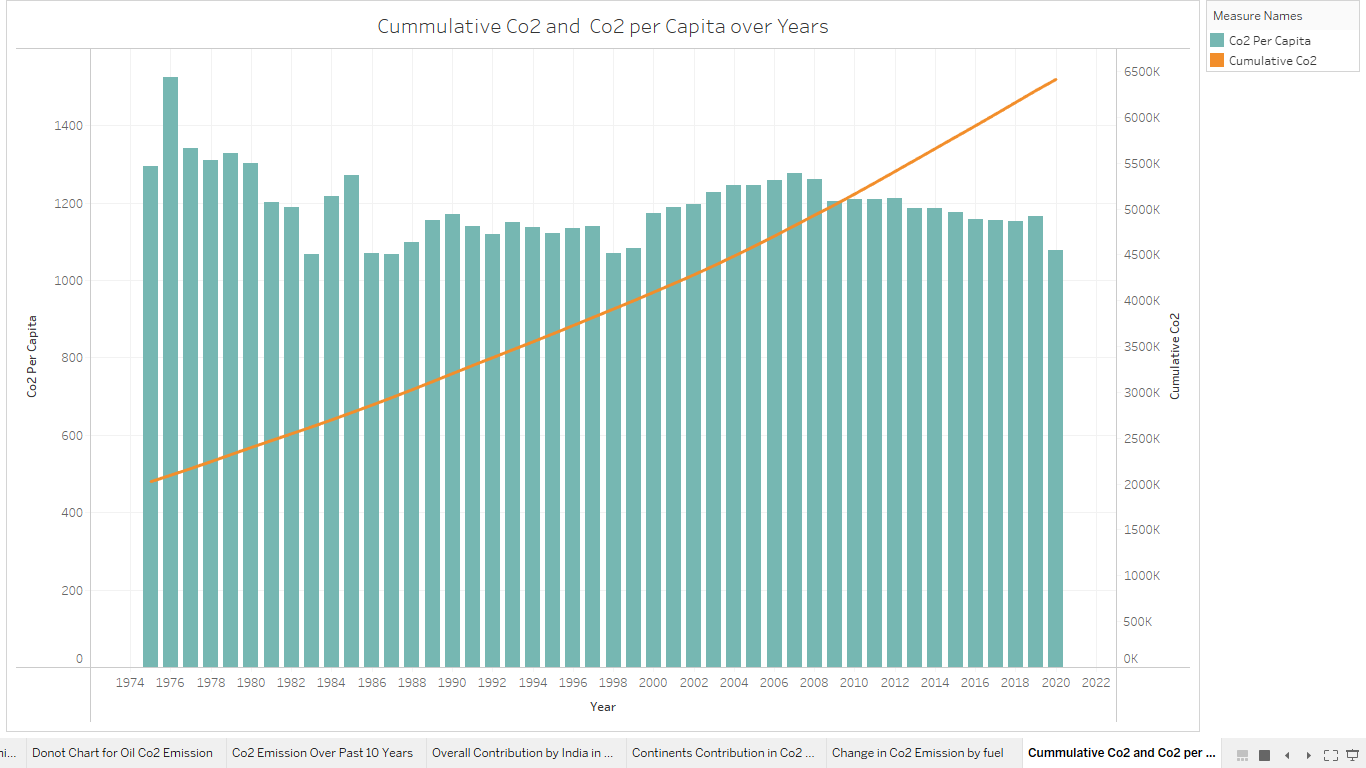 Cummulative Co2 and  Co2 per Capita over Years
Measure Names
Co2 Per Capita
Cumulative Co2
Co2 Per Capita
1400
1200
1000
800
600
400
200
0
6500K
6000K
5500K
5000K
4500K
4000K
3500K
3000K
2500K
2000K
1500K
1000K
500K
0K
Cumulative Co2
1974 1976 1978 1980 1982 1984 1986 1988 1990 1992 1994 1996 1998 2000 2002 2004 2006 2008 2010 2012 2014 2016 2018 2020 2022
Year
ni... Donot Chart for Oil Co2 Emission Co2 Emission Over Past 10 Years Overall Contribution by India in ... Continents Contribution in Co2 ... Change in Co2 Emission by fuel Cummulative Co2 and Co2 per ...